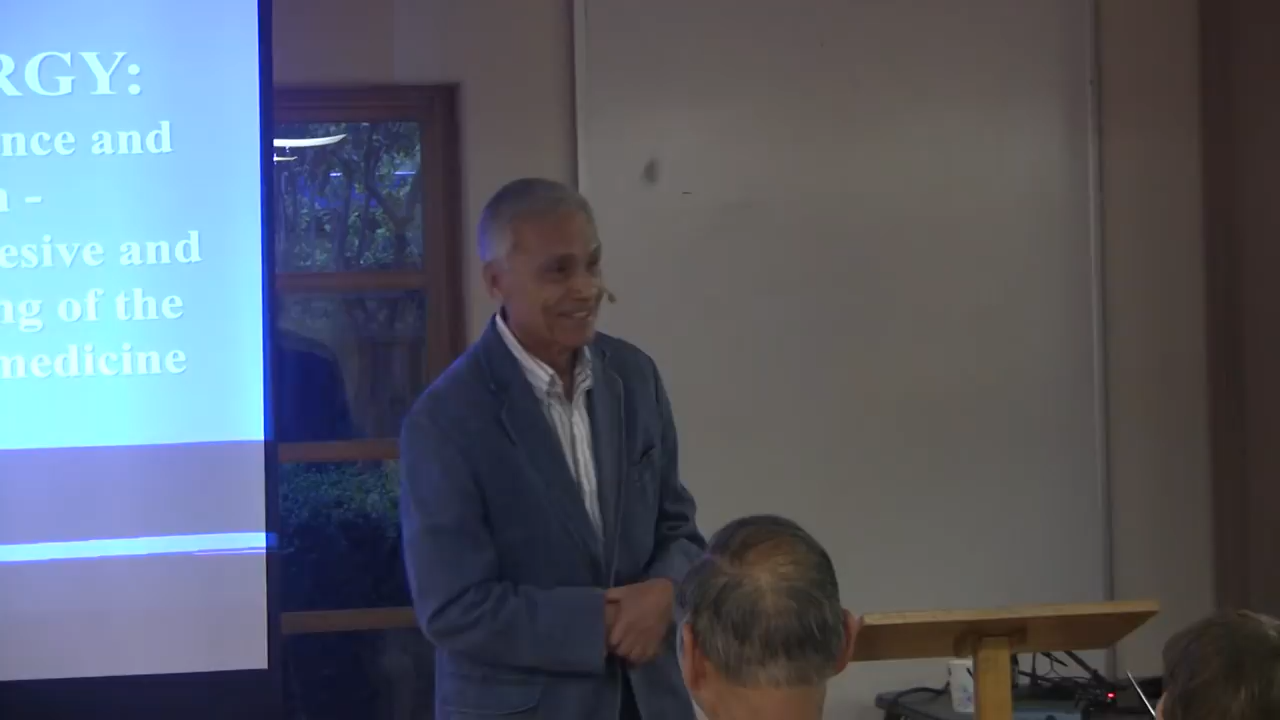 RGY:
nce and
n -
esive and
ng of the
medicine